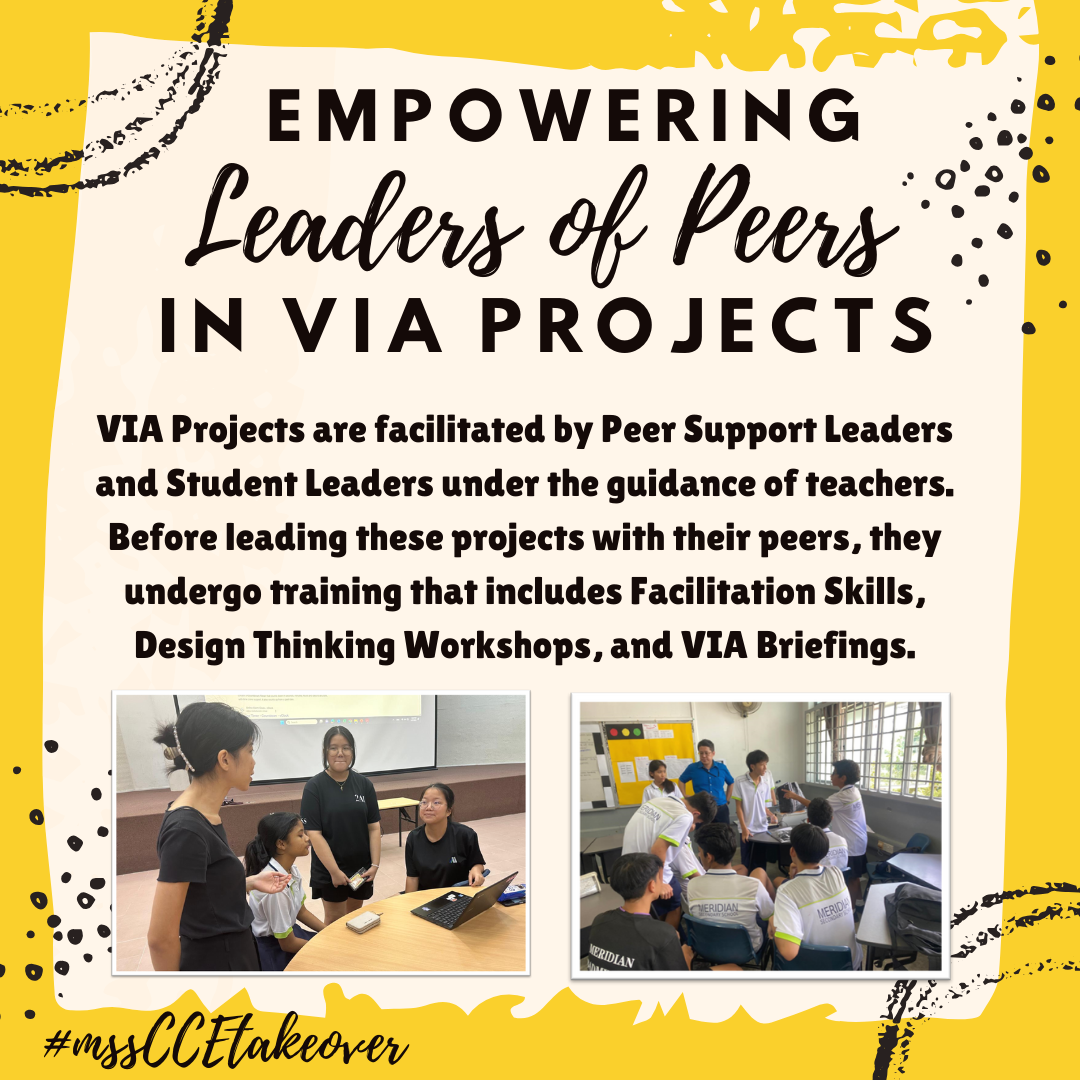 EMPOWERING
Leaders of Peers
IN VIA PROJECTS
VIA Projects are facilitated by Peer Support Leaders
and Student Leaders under the guidance of teachers.
Before leading these projects with their peers, they
undergo training that includes Facilitation Skills,
Design Thinking Workshops, and VIA Briefings.
MERIDIAN
MERIDIAN
SECONDARY SCHOOL
MERIDIAN
#mssCCEtakeover